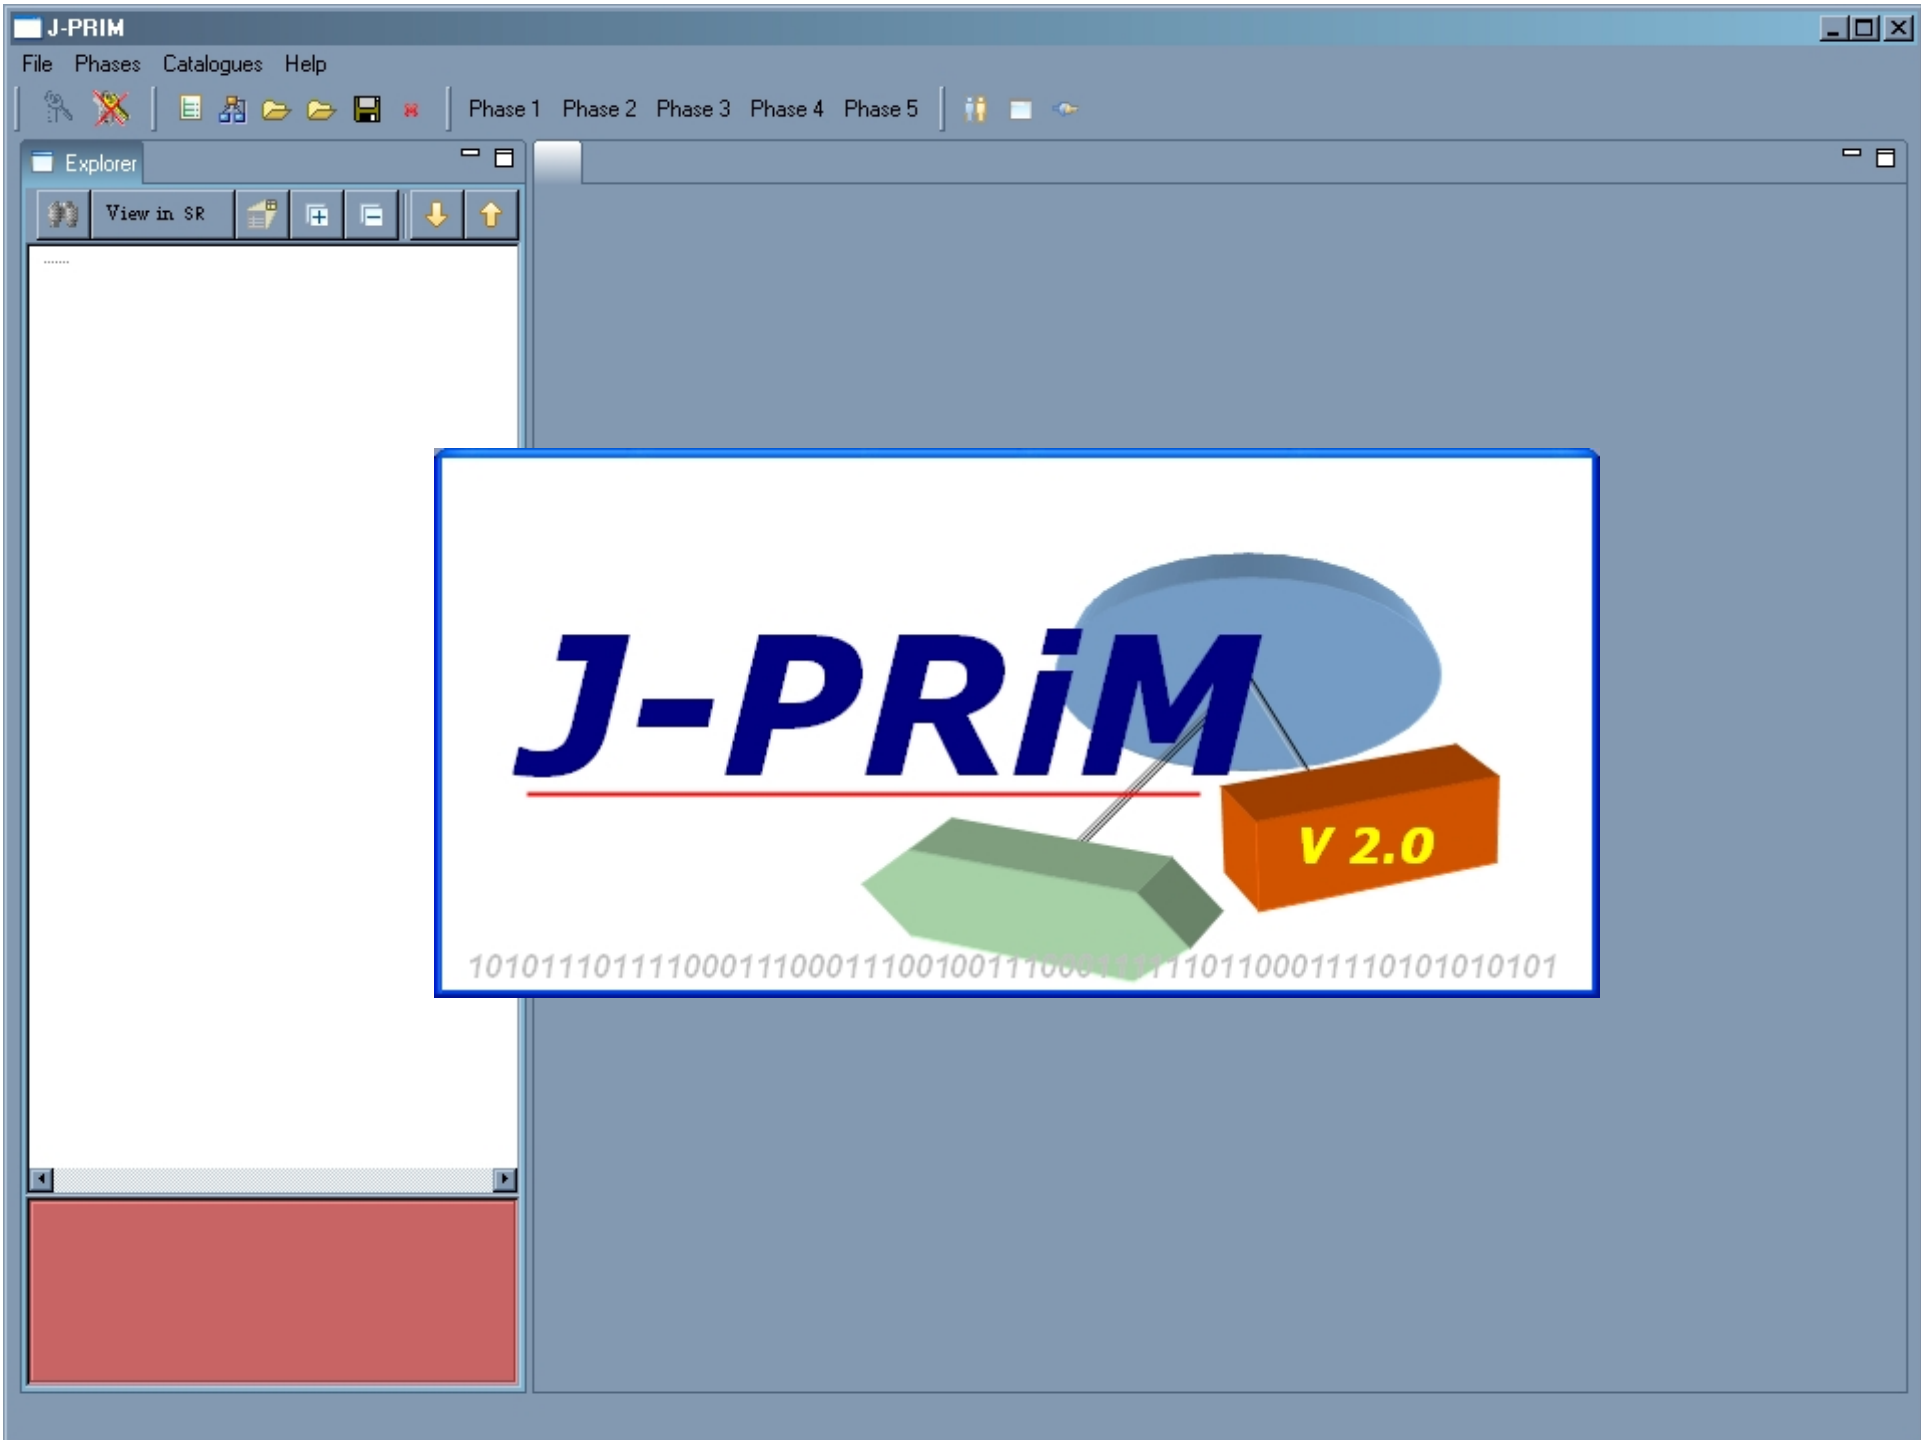 J-PRIM
File Phases Catalogues Help
Phase 1 Phase 2 Phase 3 Phase 4 Phase 5
Explorer
View in SR
J-PRiM
V 2.0